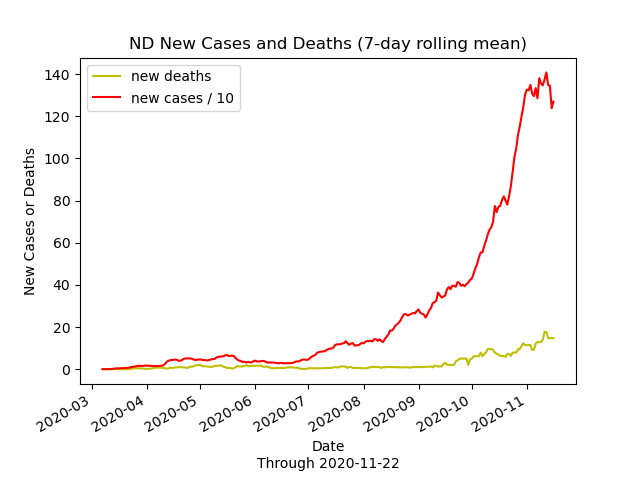 ND New Cases and Deaths (7-day rolling mean)
new deaths
new cases / 10
New Cases or Deaths
140
120
100
80
60
40
20
0
2020-03
2020-04
2020-05
2020-06
2020-07
2020-08
2020-09
2020-10
2020-11
Date
Through 2020-11-22